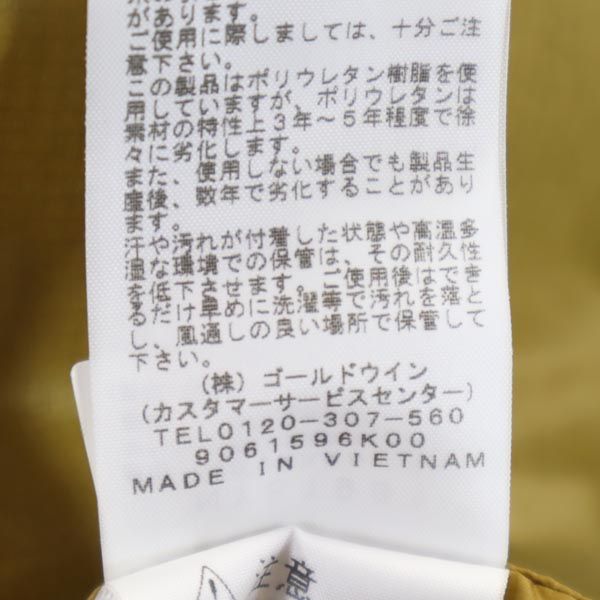 があります。
あ使用に際しましては、十分ご注
意下さい。
この製品はポリウレタン樹脂を使
用していますが、ポリウレタンは
素材の特性上3年～5年程度で徐
々に劣化します。
また、使用しない場合でも製品生
産後、数年で劣化することがあり
ます。
汗や汚れが付着した状態や高温多
湿な環境での保管は、その耐久性
を低下させます。ご使用後はでき
るだけ早めに洗濯等で汚れを落と
し、風通しの良い場所で保管して
下さい。
(株) ゴールドウイン
(カスタマーサービスセンター)
TEL0120-307-560
9061596K00
MADE IN VIETNAM
注意